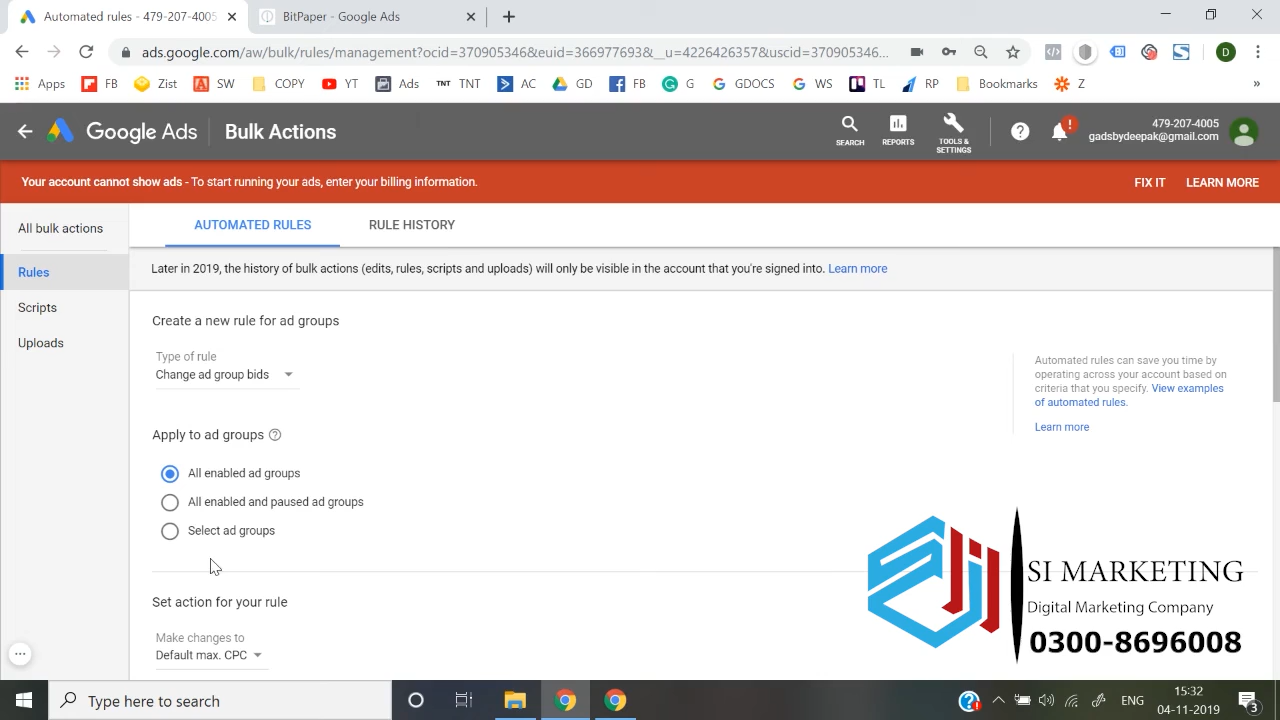 Automated rules - 479-207-4005
BitPaper - Google Ads
ads.google.com/aw/bulk/rules/management?ocid=370905346&euid=366977693&__u=4226426357&uscid=370905346...
Apps FB Zist SW COPY YT Ads TNT TNT AC GD FB G GDOCS WS TL RP Bookmarks Z »
Google Ads Bulk Actions
SEARCH REPORTS TOOLS & SETTINGS
479-207-4005
gadsbydeepak@gmail.com
Your account cannot show ads - To start running your ads, enter your billing information. FIX IT LEARN MORE
All bulk actions
Rules
Scripts
Uploads
AUTOMATED RULES RULE HISTORY
Later in 2019, the history of bulk actions (edits, rules, scripts and uploads) will only be visible in the account that you're signed into. Learn more
Create a new rule for ad groups
Type of rule
Change ad group bids
Automated rules can save you time by
operating across your account based on
criteria that you specify. View examples
of automated rules.
Learn more
Apply to ad groups
All enabled ad groups
All enabled and paused ad groups
Select ad groups
Set action for your rule
Make changes to
Default max. CPC
SI MARKETING
Digital Marketing Company
0300-8696008
Type here to search
ENG
15:32
04-11-2019
3